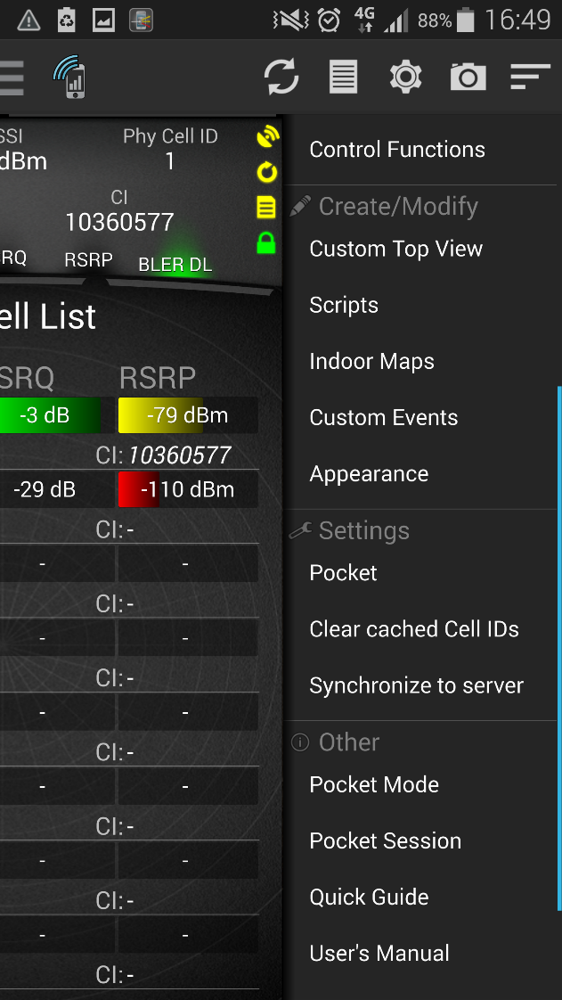 4G 88% 16:49
SSI Phy Cell ID
dBm 1
CI
10360577
RQ RSRP BLER DL
ell List
SRQ RSRP
-3 dB -79 dBm
CI: 10360577
-29 dB -110 dBm
CI: -
- -
CI: -
- -
CI: -
- -
CI: -
- -
CI: -
- -
CI: -
- -
CI: -
Control Functions
Create/Modify
Custom Top View
Scripts
Indoor Maps
Custom Events
Appearance
Settings
Pocket
Clear cached Cell IDs
Synchronize to server
Other
Pocket Mode
Pocket Session
Quick Guide
User's Manual